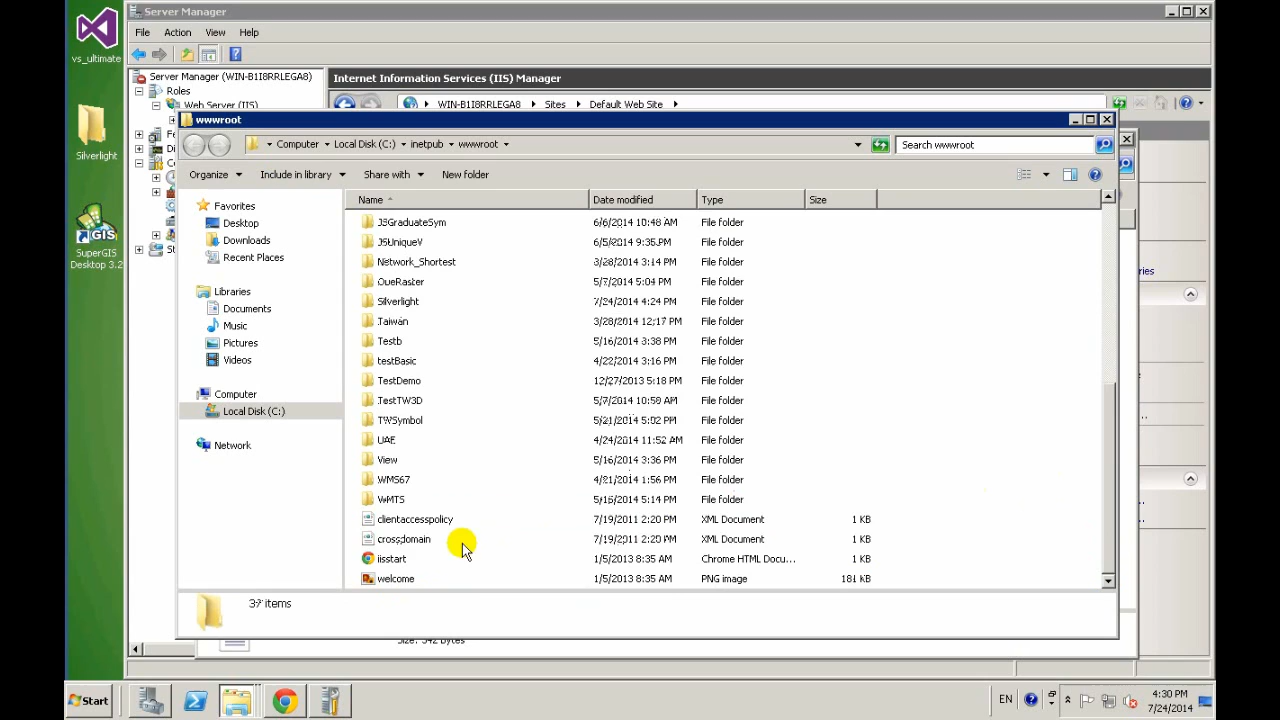 Server Manager
File Action View Help
vs_ultimate
Server Manager (WIN-B1I8RRLEGA8)
Roles
Web Server (IIS)
Internet Information Services (IIS) Manager
WIN-B1I8RRLEGA8 Sites Default Web Site
wwwroot
Computer Local Disk (C:) inetpub wwwroot
Search wwwroot
Organize Include in library Share with New folder
Silverlight
SuperGIS
Desktop 3.2
Favorites
Desktop
Downloads
Recent Places
Libraries
Documents
Music
Pictures
Videos
Computer
Local Disk (C:)
Network
Name Date modified Type Size
J3GraduateSym 6/6/2014 10:48 AM File folder
JSUniqueV 6/5/2014 9:35 PM File folder
Network_Shortest 3/28/2014 3:14 PM File folder
OveRaster 5/7/2014 5:04 PM File folder
Silverlight 7/24/2014 4:24 PM File folder
Taiwan 3/28/2014 12:17 PM File folder
Testb 5/16/2014 3:38 PM File folder
testBasic 4/22/2014 3:16 PM File folder
TestDemo 12/27/2013 5:18 PM File folder
TestTW3D 5/7/2014 10:59 AM File folder
TWSymbol 5/21/2014 5:02 PM File folder
UAE 4/24/2014 11:52 AM File folder
View 5/16/2014 3:36 PM File folder
WMS67 4/21/2014 1:56 PM File folder
WMTS 5/16/2014 5:14 PM File folder
clientaccesspolicy 7/19/2011 2:20 PM XML Document 1 KB
crossdomain 7/19/2011 2:20 PM XML Document 1 KB
iisstart 1/5/2013 8:35 AM Chrome HTML Docu... 1 KB
welcome 1/5/2013 8:35 AM PNG image 181 KB
37 items
ries
Start
EN
4:30 PM
7/24/2014